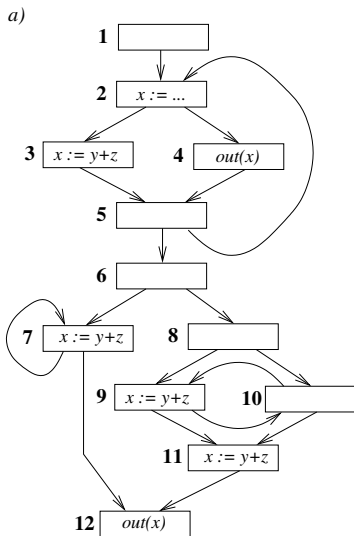 a)
1
2 x := ...
3 x := y+z
4 out(x)
5
6
7 x := y+z
8
9 x := y+z
10
11 x := y+z
12 out(x)